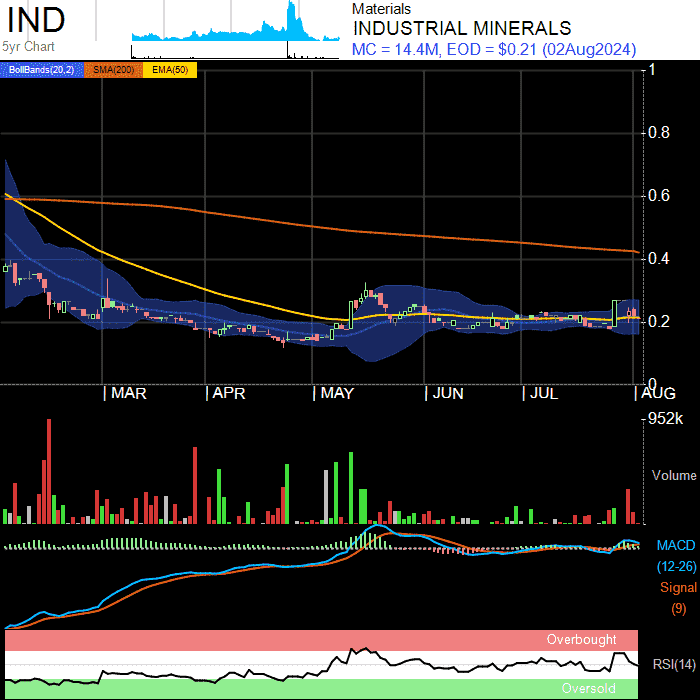 IND
5yr Chart
Materials
INDUSTRIAL MINERALS
MC = 14.4M, EOD = $0.21 (02Aug2024)
BollBands(20,2) SMA(200) EMA(50)
1
0.8
0.6
0.4
0.2
0
MAR APR MAY JUN JUL AUG
952k
Volume
MACD
(12-26)
Signal
(9)
Overbought
RSI(14)
Oversold